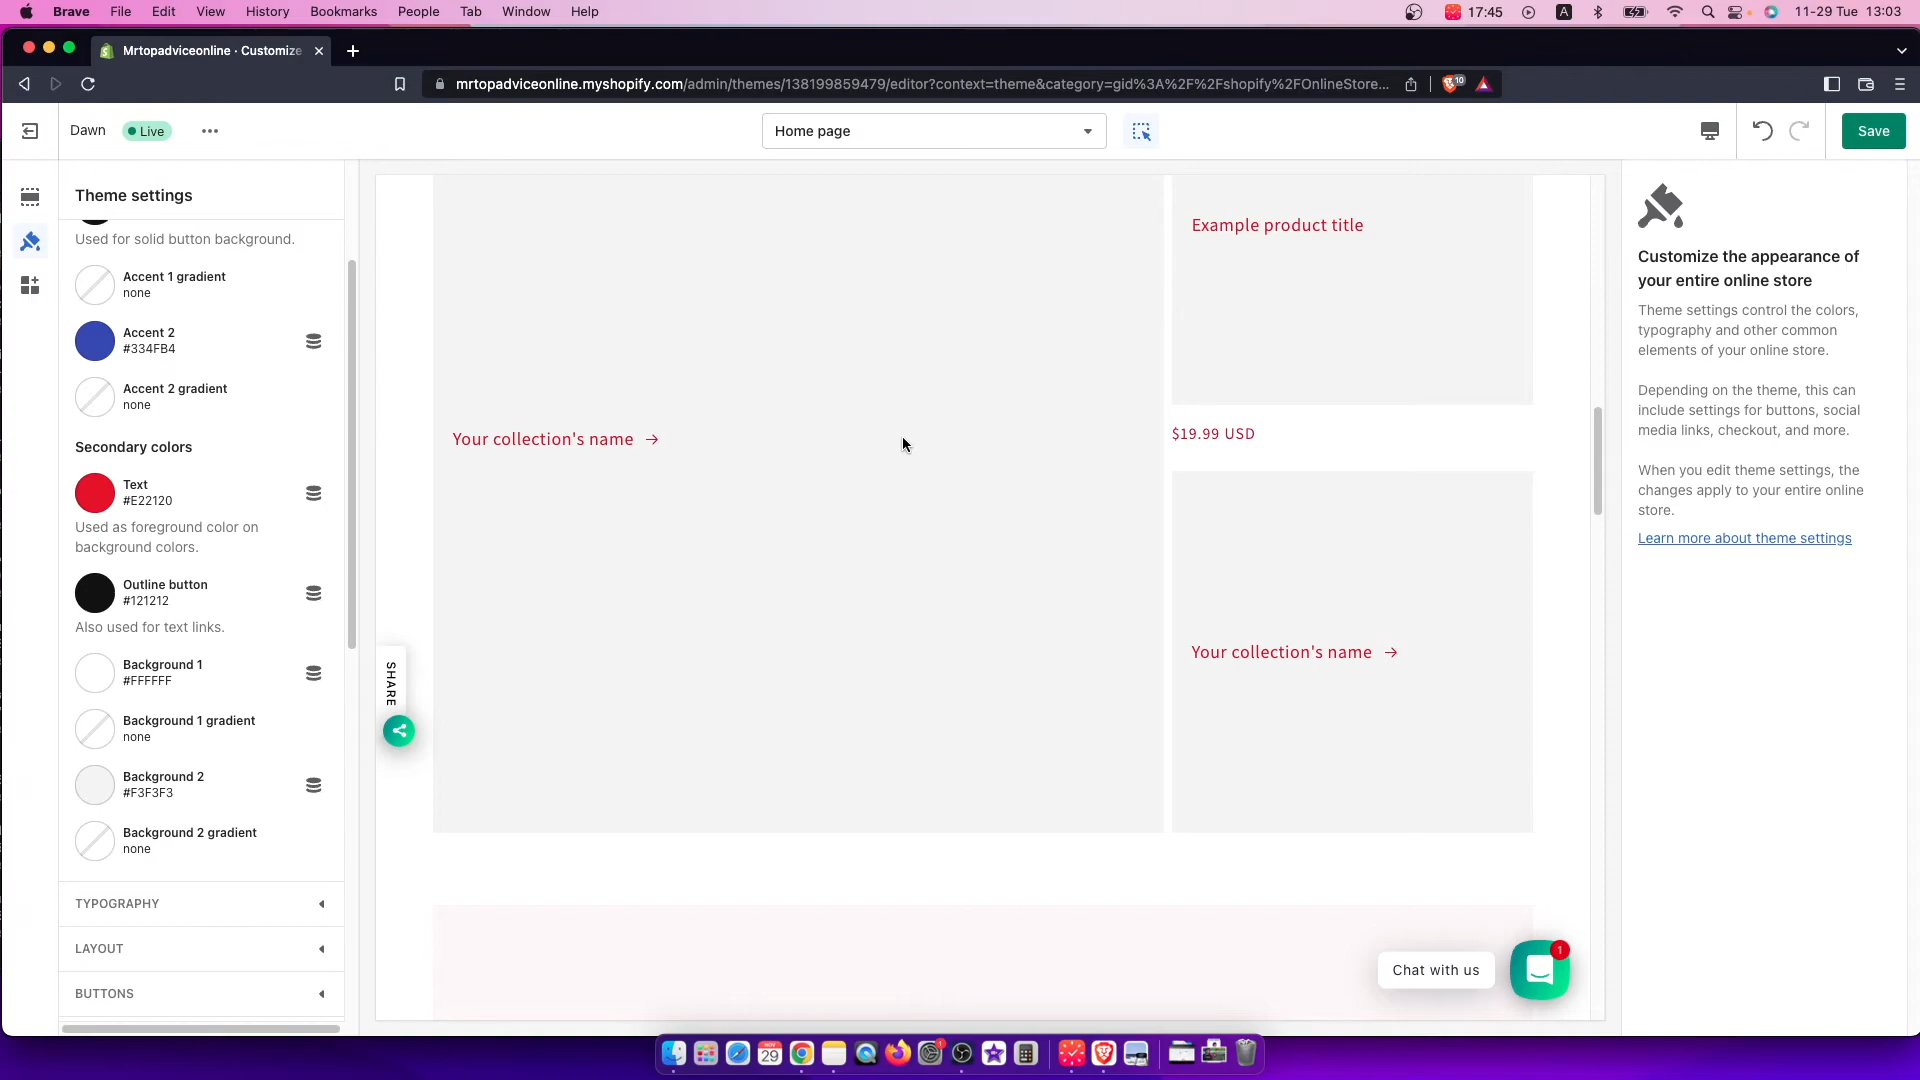 Brave File Edit View History Bookmarks People Tab Window Help 17:45 A 11-29 Tue 13:03
Mrtopadviceonline · Customize
mrtopadviceonline.myshopify.com/admin/themes/138199859479/editor?context=theme&category=gid%3A%2F%2Fshopify%2FOnlineStore... 10
Dawn Live
Home page
Save
Theme settings
Used for solid button background.
Accent 1 gradient
none
Accent 2
#334FB4
Accent 2 gradient
none
Secondary colors
Text
#E22120
Used as foreground color on
background colors.
Outline button
#121212
Also used for text links.
Background 1
#FFFFFF
Background 1 gradient
none
Background 2
#F3F3F3
Background 2 gradient
none
TYPOGRAPHY
LAYOUT
BUTTONS
Your collection's name →
SHARE
Example product title
$19.99 USD
Your collection's name →
Chat with us
1
Customize the appearance of
your entire online store
Theme settings control the colors,
typography and other common
elements of your online store.
Depending on the theme, this can
include settings for buttons, social
media links, checkout, and more.
When you edit theme settings, the
changes apply to your entire online
store.
Learn more about theme settings
NOV
29
1